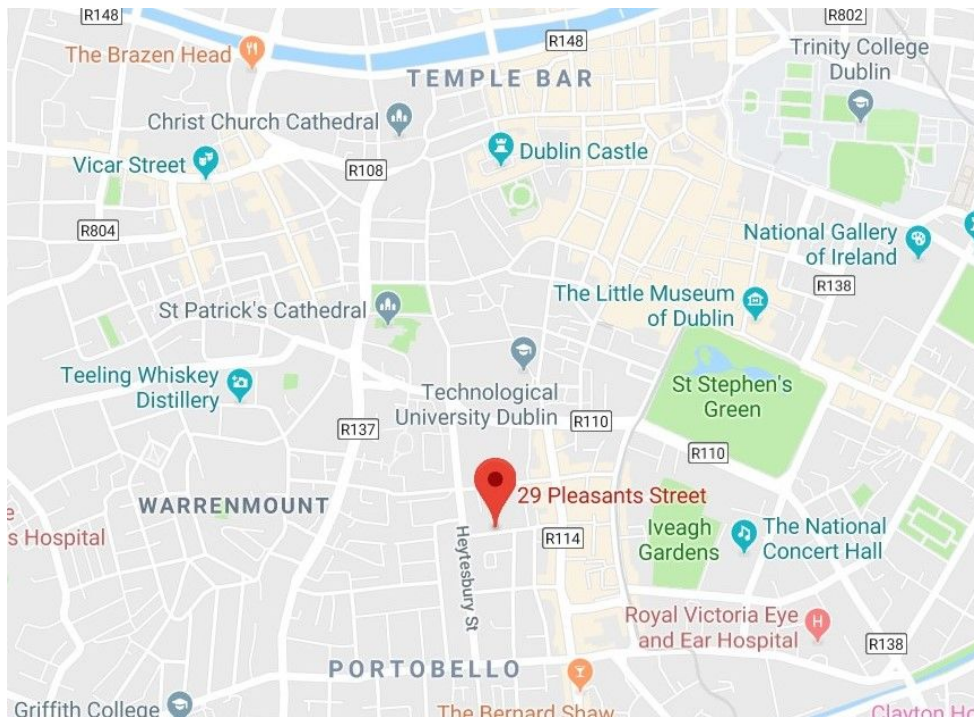 R148
R802
The Brazen Head
R148
Trinity College
Dublin
TEMPLE BAR
Christ Church Cathedral
Vicar Street
Dublin Castle
R108
R804
National Gallery
of Ireland
R138
The Little Museum
of Dublin
St Patrick's Cathedral
Teeling Whiskey
Distillery
Technological
University Dublin
St Stephen's
Green
R110
R137
R110
29 Pleasants Street
WARRENMOUNT
s Hospital
Heytesbury St
R114
Iveagh
Gardens
The National
Concert Hall
Royal Victoria Eye
and Ear Hospital
R138
PORTOBELLO
Griffith College
The Bernard Shaw
Clayton Ho